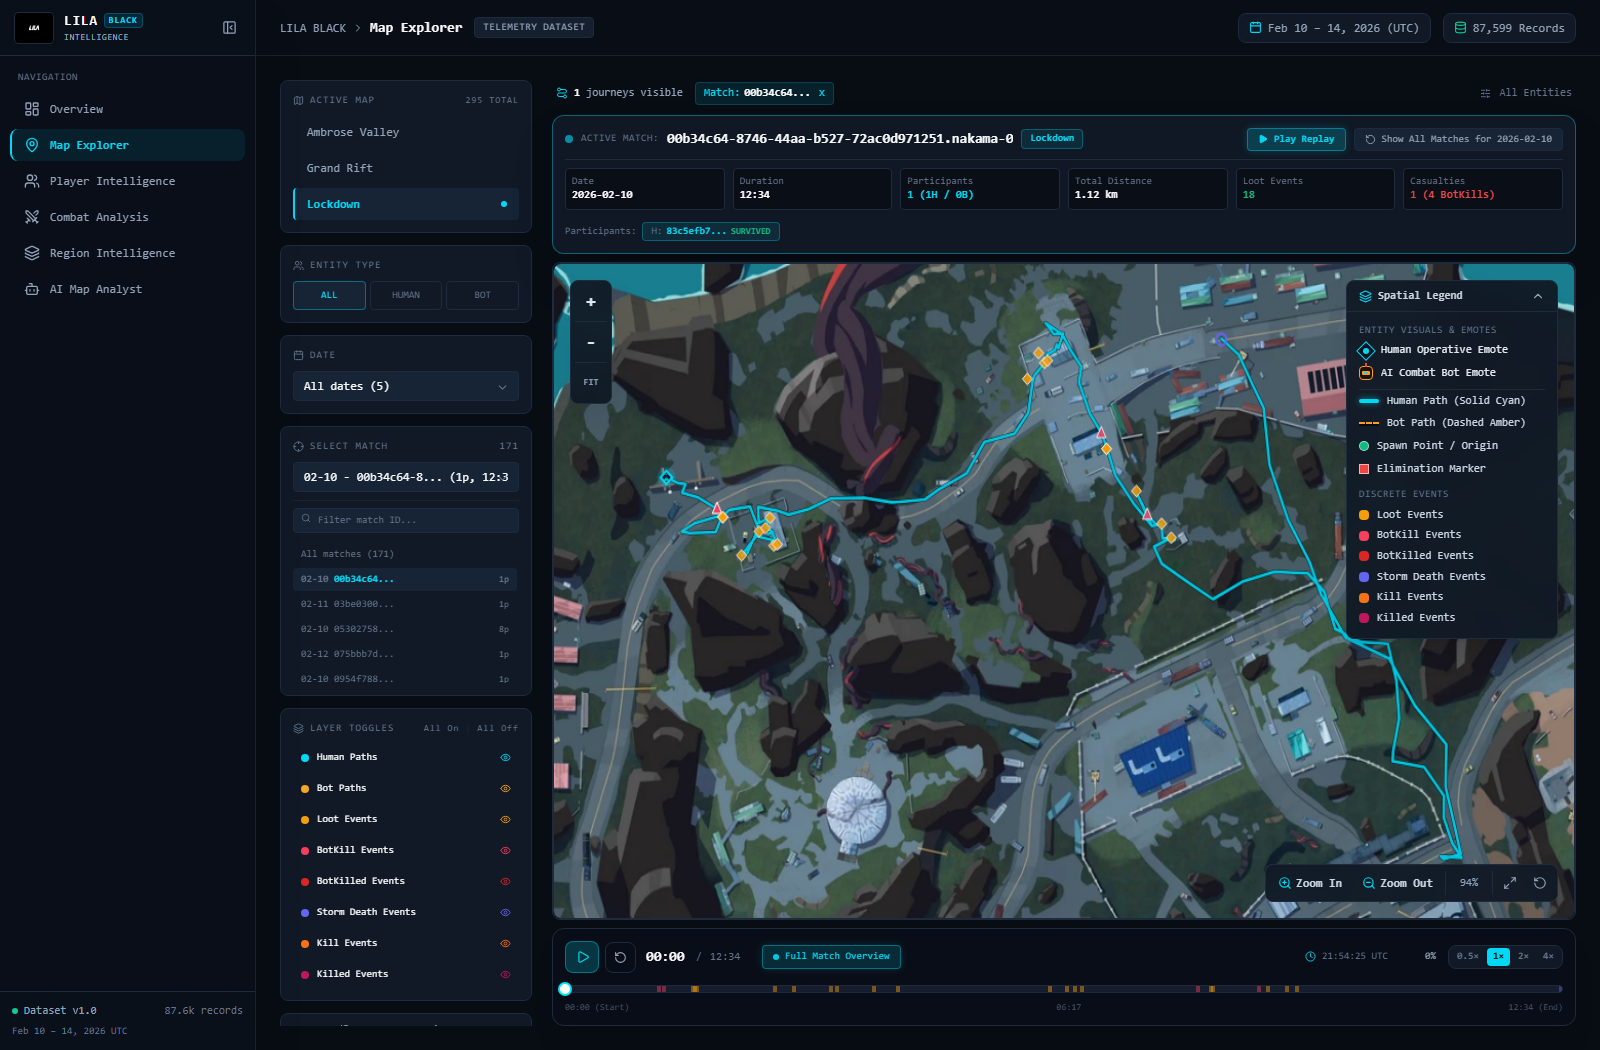 LILA
LILA BLACK
INTELLIGENCE
NAVIGATION
Overview
Map Explorer
Player Intelligence
Combat Analysis
Region Intelligence
AI Map Analyst
Dataset v1.0 87.6k records
Feb 10 – 14, 2026 UTC
LILA BLACK > Map Explorer TELEMETRY DATASET
Feb 10 – 14, 2026 (UTC)
87,599 Records
ACTIVE MAP 295 TOTAL
Ambrose Valley
Grand Rift
Lockdown
ENTITY TYPE
ALL HUMAN BOT
DATE
All dates (5)
SELECT MATCH 171
02-10 - 00b34c64-8... (1p, 12:3
Filter match ID...
All matches (171)
02-10 00b34c64... 1p
02-11 03be0300... 1p
02-10 05302758... 8p
02-12 075bbb7d... 1p
02-10 0954f788... 1p
LAYER TOGGLES All On All Off
Human Paths
Bot Paths
Loot Events
BotKill Events
BotKilled Events
Storm Death Events
Kill Events
Killed Events
1 journeys visible Match: 00b34c64... x
All Entities
ACTIVE MATCH: 00b34c64-8746-44aa-b527-72ac0d971251.nakama-0 Lockdown
Play Replay
Show All Matches for 2026-02-10
Date
2026-02-10
Duration
12:34
Participants
1 (1H / 0B)
Total Distance
1.12 km
Loot Events
18
Casualties
1 (4 BotKills)
Participants: H: 83c5efb7... SURVIVED
+
-
FIT
Spatial Legend
ENTITY VISUALS & EMOTES
Human Operative Emote
AI Combat Bot Emote
Human Path (Solid Cyan)
Bot Path (Dashed Amber)
Spawn Point / Origin
Elimination Marker
DISCRETE EVENTS
Loot Events
BotKill Events
BotKilled Events
Storm Death Events
Kill Events
Killed Events
Zoom In Zoom Out 94%
00:00 / 12:34 Full Match Overview
21:54:25 UTC 0% 0.5× 1× 2× 4×
00:00 (Start) 06:17 12:34 (End)